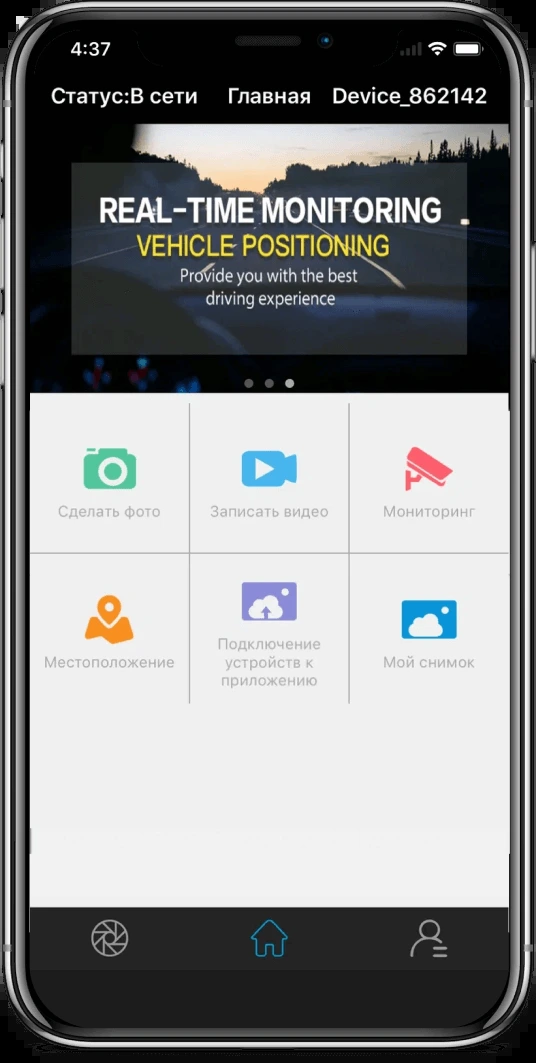 4:37
Статус:В сети Главная Device_862142
REAL-TIME MONITORING
VEHICLE POSITIONING
Provide you with the best
driving experience
Сделать фото Записать видео Мониторинг
Местоположение
Подключение
устройств к
приложению
Мой снимок